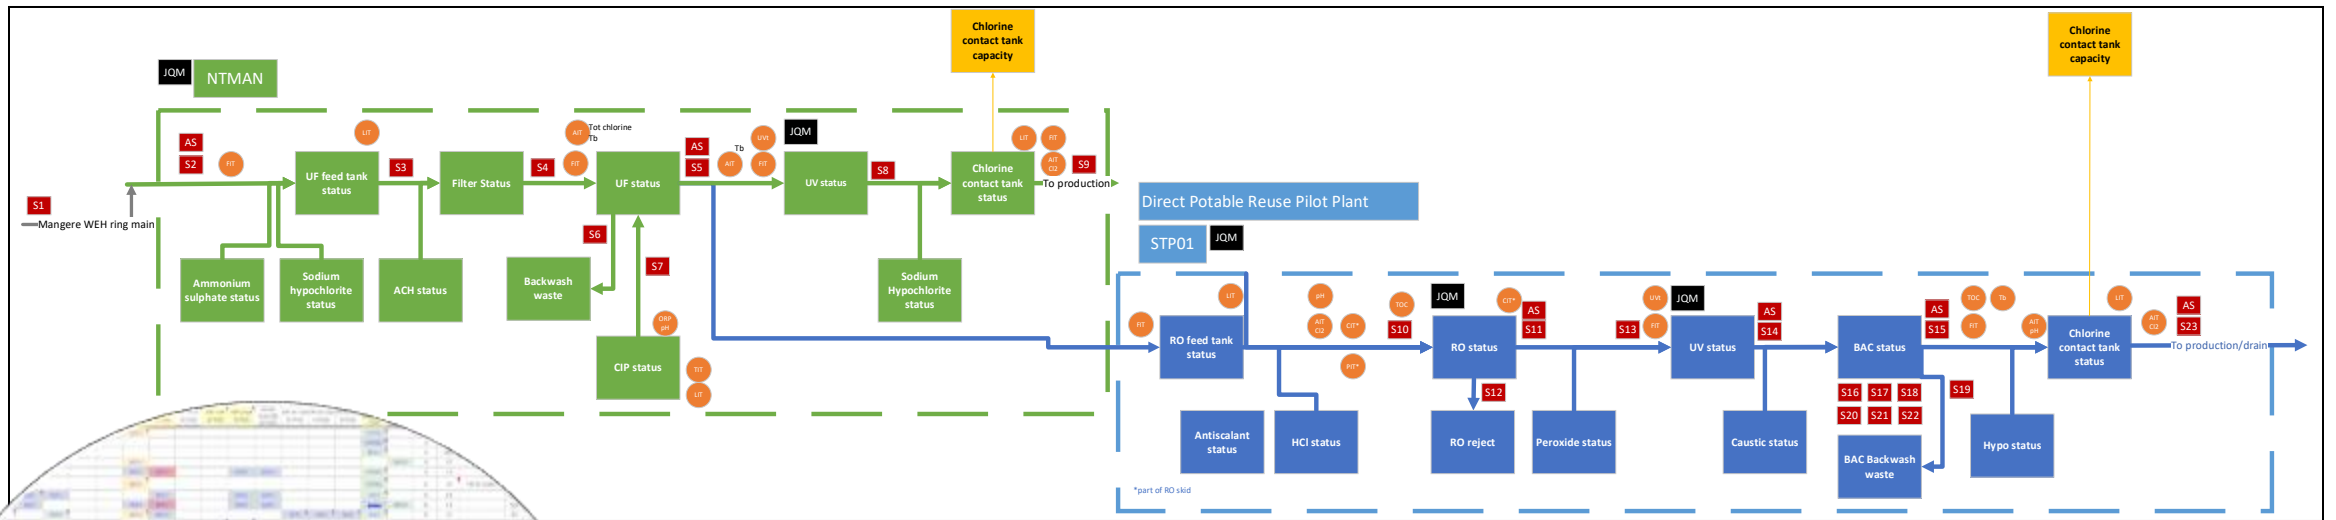 Chlorine
contact tank
capacity
Chlorine
contact tank
capacity
JQM
NTMAN
LIT
AIT
Tot chlorine
Tb
UVt
JQM
LIT
FIT
AS
S2
FIT
UF feed tank
status
S3
Filter Status
S4
FIT
UF status
AS
S5
Tb
AIT
FIT
UV status
S8
Chlorine
contact tank
status
AIT
Cl2
S9
To production
S1
Mangere WEH ring main
S6
S7
Ammonium
sulphate status
Sodium
hypochlorite
status
ACH status
Backwash
waste
Sodium
Hypochlorite
status
ORP
pH
CIP status
TIT
LIT
Direct Potable Reuse Pilot Plant
STP01
JQM
FIT
LIT
RO feed tank
status
pH
AIT
Cl2
CIT*
PIT*
TOC
S10
JQM
RO status
CIT*
AS
S11
S12
UVt
S13
FIT
JQM
UV status
AS
S14
BAC status
AS
S15
TOC
Tb
FIT
AIT
pH
LIT
Chlorine
contact tank
status
AIT
Cl2
AS
S23
To production/drain
S16
S17
S18
S19
S20
S21
S22
Antiscalant
status
HCl status
RO reject
Peroxide status
Caustic status
BAC Backwash
waste
Hypo status
*part of RO skid